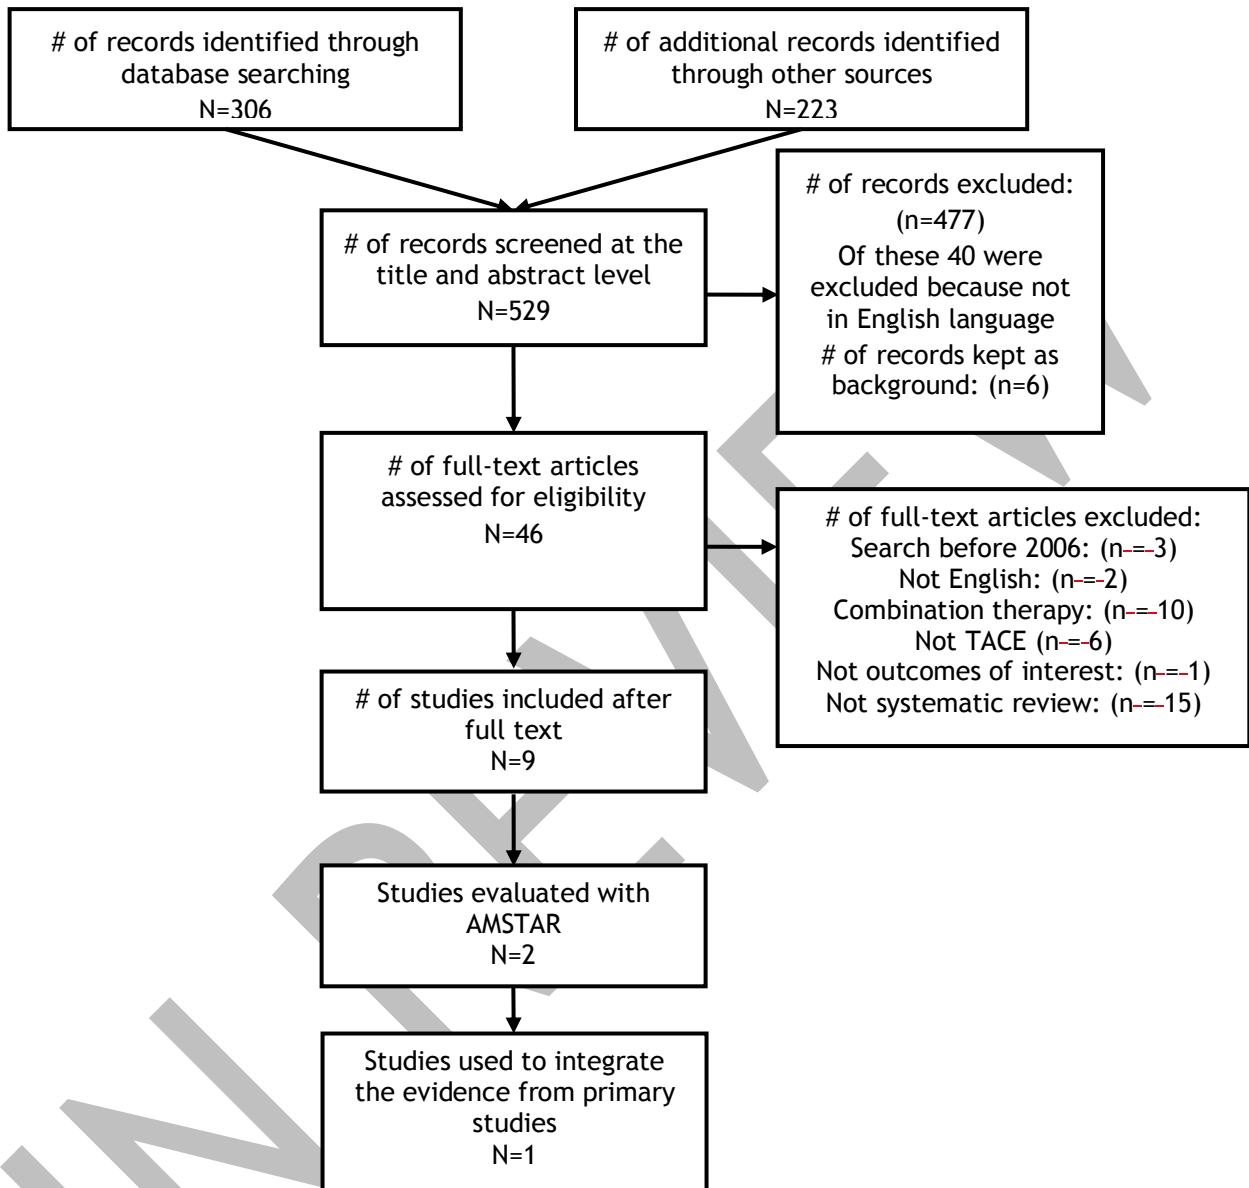 # of records identified through
database searching
N=306
# of additional records identified
through other sources
N=223
# of records screened at the
title and abstract level
N=529
# of records excluded:
(n=477)
Of these 40 were
excluded because not
in English language
# of records kept as
background: (n=6)
# of full-text articles
assessed for eligibility
N=46
# of full-text articles excluded:
Search before 2006: (n = 3)
Not English: (n = 2)
Combination therapy: (n = 10)
Not TACE (n = 6)
Not outcomes of interest: (n = 1)
Not systematic review: (n = 15)
# of studies included after
full text
N=9
Studies evaluated with
AMSTAR
N=2
Studies used to integrate
the evidence from primary
studies
N=1
IN REVIEW